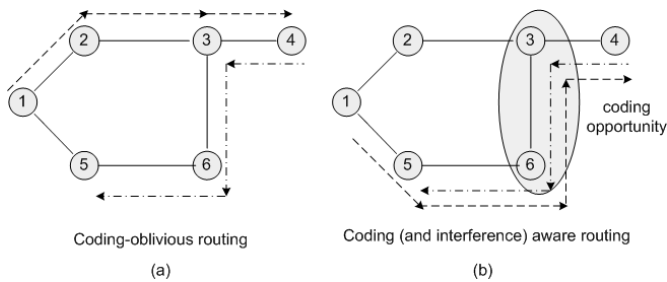 2
3
4
1
5
6
Coding-oblivious routing
(a)
2
3
4
1
5
6
coding
opportunity
Coding (and interference) aware routing
(b)